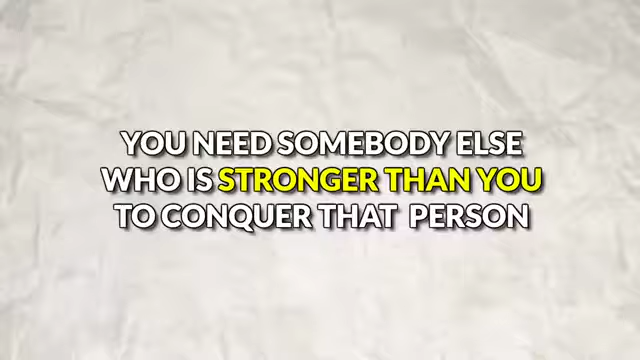 YOU NEED SOMEBODY ELSE
WHO IS STRONGER THAN YOU
TO CONQUER THAT PERSON